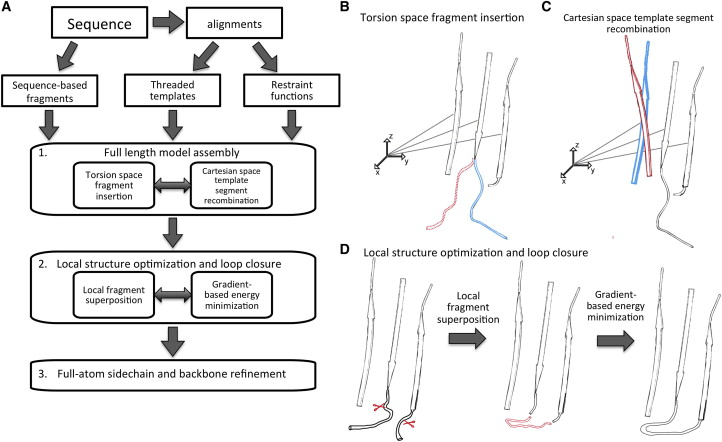 A
Sequence
alignments
Sequence-based
fragments
Threaded
templates
Restraint
functions
1.
Full length model assembly
Torsion space
fragment
insertion
Cartesian space
template
segment
recombination
2.
Local structure optimization and loop closure
Local fragment
superposition
Gradient-
based energy
minimization
3.
Full-atom sidechain and backbone refinement
B
Torsion space fragment insertion
z
y
x
C
Cartesian space template segment
recombination
z
y
x
D
Local structure optimization and loop closure
Local
fragment
superposition
Gradient-
based energy
minimization